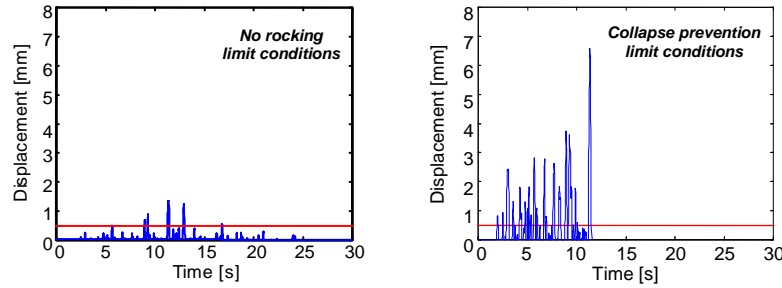 8
7
6
5
4
3
2
1
0
Displacement [mm]
No rocking
limit conditions
0 5 10 15 20 25 30
Time [s]
8
7
6
5
4
3
2
1
0
Displacement [mm]
Collapse prevention
limit conditions
0 5 10 15 20 25 30
Time [s]